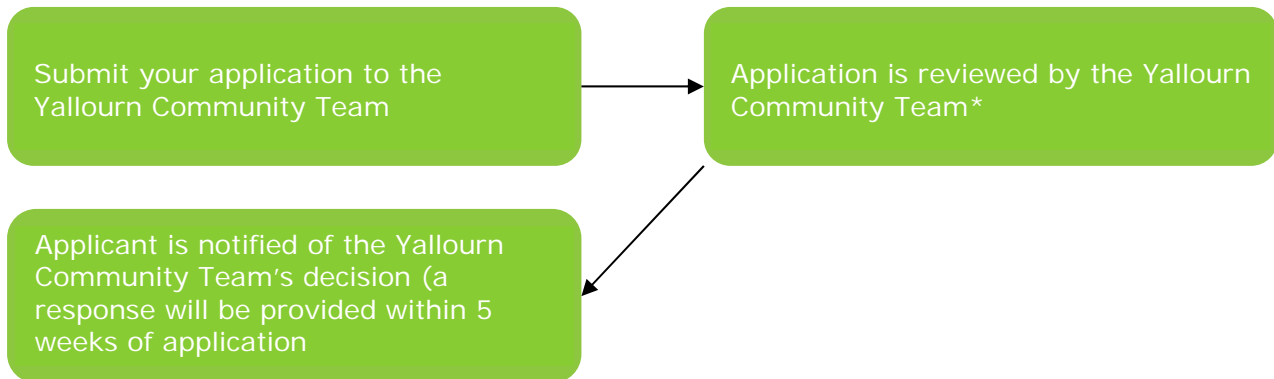 Submit your application to the
Yallourn Community Team
Application is reviewed by the Yallourn
Community Team*
Applicant is notified of the Yallourn
Community Team’s decision (a
response will be provided within 5
weeks of application